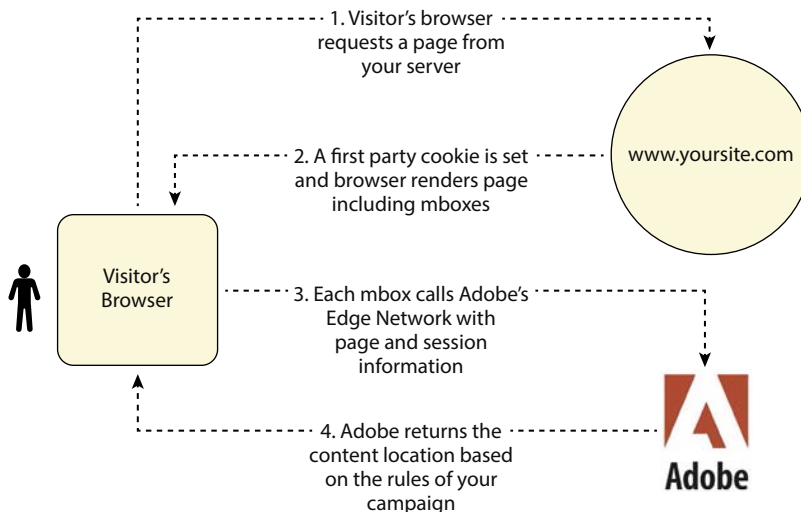 1. Visitor’s browser
requests a page from
your server
www.yoursite.com
2. A first party cookie is set
and browser renders page
including mboxes
Visitor’s
Browser
3. Each mbox calls Adobe’s
Edge Network with
page and session
information
4. Adobe returns the
content location based
on the rules of your
campaign
Adobe